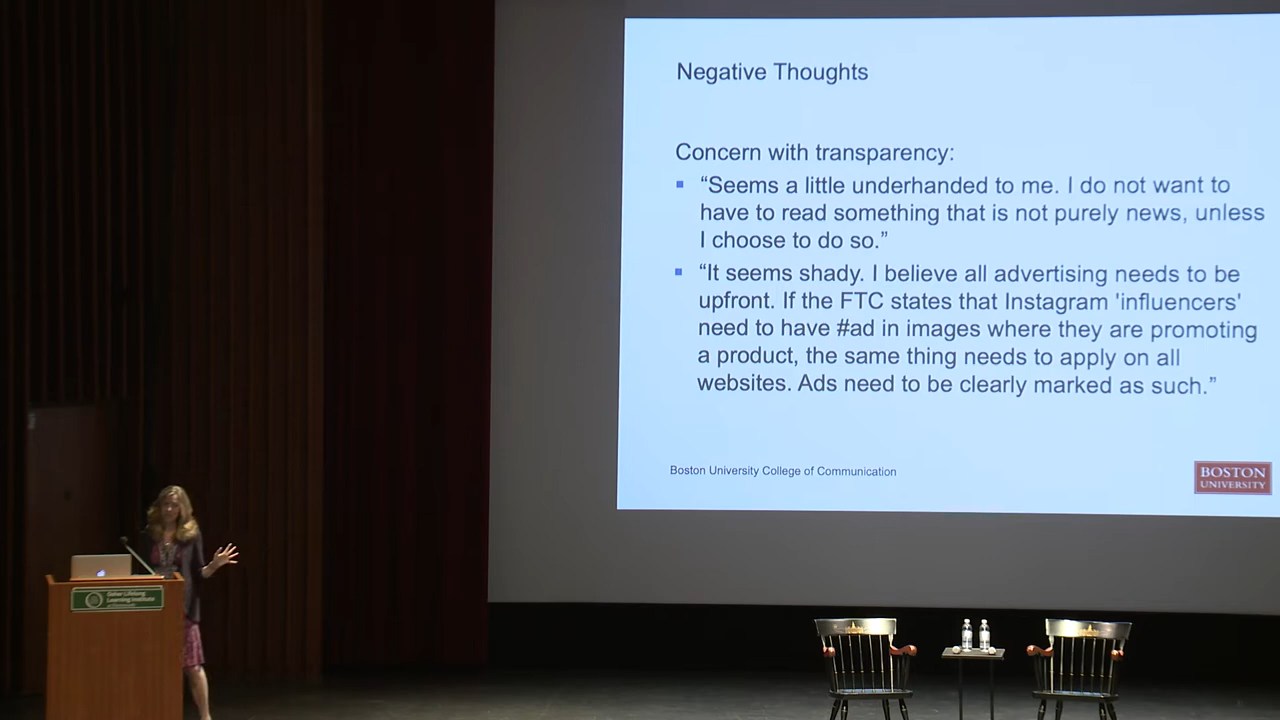 Negative Thoughts
Concern with transparency:
“Seems a little underhanded to me. I do not want to
have to read something that is not purely news, unless
I choose to do so.”
“It seems shady. I believe all advertising needs to be
upfront. If the FTC states that Instagram 'influencers'
need to have #ad in images where they are promoting
a product, the same thing needs to apply on all
websites. Ads need to be clearly marked as such.”
Boston University College of Communication
BOSTON
UNIVERSITY
Osher Lifelong
Learning Institute